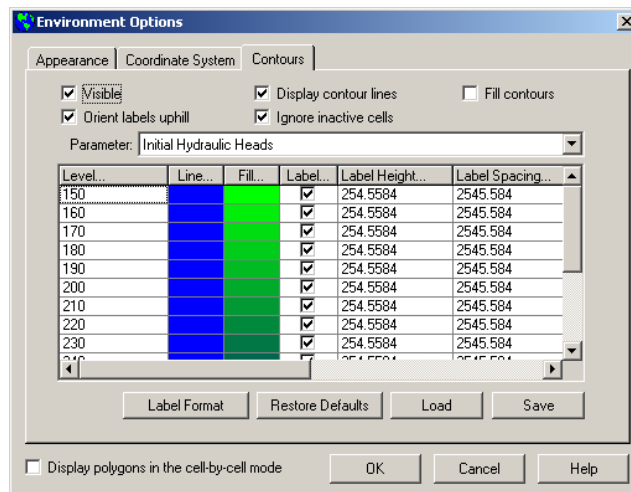 Environment Options
Appearance Coordinate System Contours
Visible Display contour lines Fill contours
Orient labels uphill Ignore inactive cells
Parameter: Initial Hydraulic Heads
Level... Line... Fill... Label... Label Height... Label Spacing...
150 254.5584 2545.584
160 254.5584 2545.584
170 254.5584 2545.584
180 254.5584 2545.584
190 254.5584 2545.584
200 254.5584 2545.584
210 254.5584 2545.584
220 254.5584 2545.584
230 254.5584 2545.584
Label Format Restore Defaults Load Save
Display polygons in the cell-by-cell mode OK Cancel Help